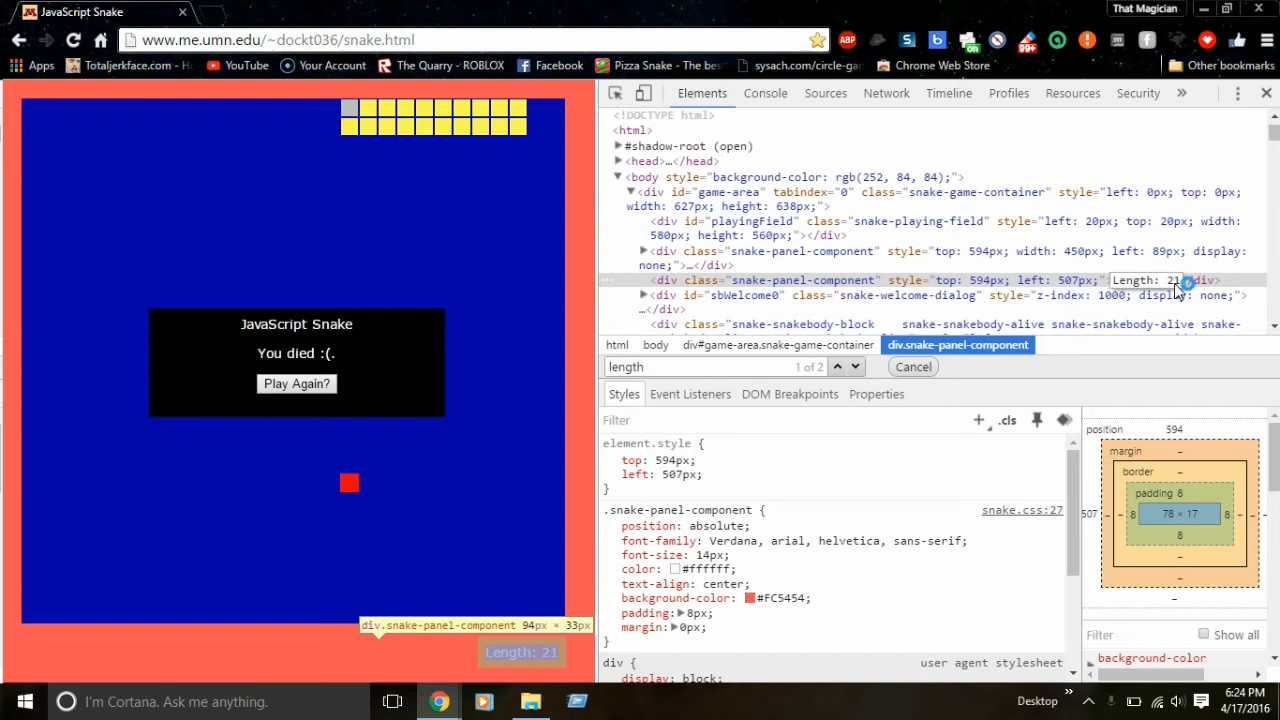 JavaScript Snake
That Magician
www.me.umn.edu/~dockt036/snake.html
ABP
S
b
on
99+
Apps
Totaljerkface.com - H
YouTube
Your Account
The Quarry - ROBLOX
Facebook
Pizza Snake - The bes
sysach.com/circle-gar
Chrome Web Store
Other bookmarks
Elements Console Sources Network Timeline Profiles Resources Security »
<!DOCTYPE html>
<html>
#shadow-root (open)
<head>…</head>
<body style="background-color: rgb(252, 84, 84);">
<div id="game-area" tabindex="0" class="snake-game-container" style="left: 0px; top: 0px;
width: 627px; height: 638px;">
<div id="playingField" class="snake-playing-field" style="left: 20px; top: 20px; width:
580px; height: 560px;"></div>
<div class="snake-panel-component" style="top: 594px; width: 450px; left: 89px; display:
none;">…</div>
<div class="snake-panel-component" style="top: 594px; left: 507px;" Length: 21 div>
<div id="sbWelcome0" class="snake-welcome-dialog" style="z-index: 1000; display: none;">
…</div>
<div class="snake-snakebody-block snake-snakebody-alive snake-snakebody-alive snake-
html body div#game-area.snake-game-container div.snake-panel-component
length 1 of 2 Cancel
Styles Event Listeners DOM Breakpoints Properties
Filter + .cls
element.style {
top: 594px;
left: 507px;
}
.snake-panel-component { snake.css:27
position: absolute;
font-family: Verdana, arial, helvetica, sans-serif;
font-size: 14px;
color: #ffffff;
text-align: center;
background-color: #FC5454;
padding: 8px;
margin: 0px;
}
div { user agent stylesheet
display: block;
position 594
margin –
border –
padding 8
507 – – 8 78 × 17 8 – –
8
–
–
–
Filter Show all
background-color
JavaScript Snake
You died :(.
Play Again?
div.snake-panel-component 94px × 33px
Length: 21
I'm Cortana. Ask me anything.
Desktop »
6:24 PM
4/17/2016